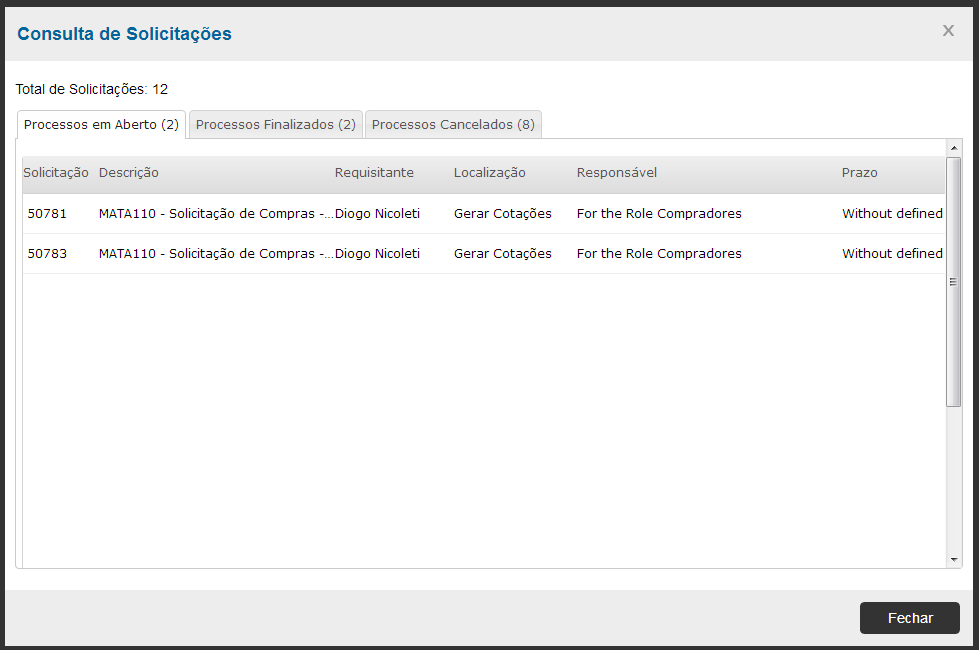 Consulta de Solicitações x
Total de Solicitações: 12
Processos em Aberto (2) Processos Finalizados (2) Processos Cancelados (8)
Solicitação Descrição Requisitante Localização Responsável Prazo
50781 MATA110 - Solicitação de Compras -... Diogo Nicoleti Gerar Cotações For the Role Compradores Without defined
50783 MATA110 - Solicitação de Compras -... Diogo Nicoleti Gerar Cotações For the Role Compradores Without defined
Fechar